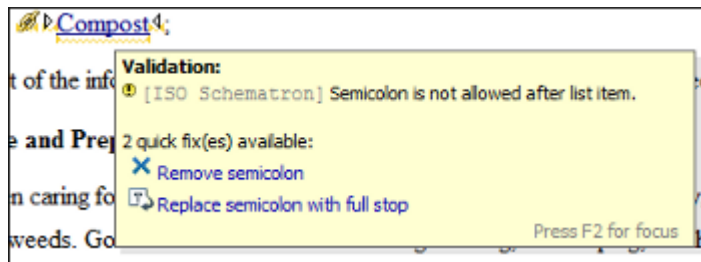 Compost;
t of the info
Validation:
[ISO Schematron] Semicolon is not allowed after list item.
e and Prep
2 quick fix(es) available:
Remove semicolon
n caring fo
Replace semicolon with full stop
Press F2 for focus
weeds. Go